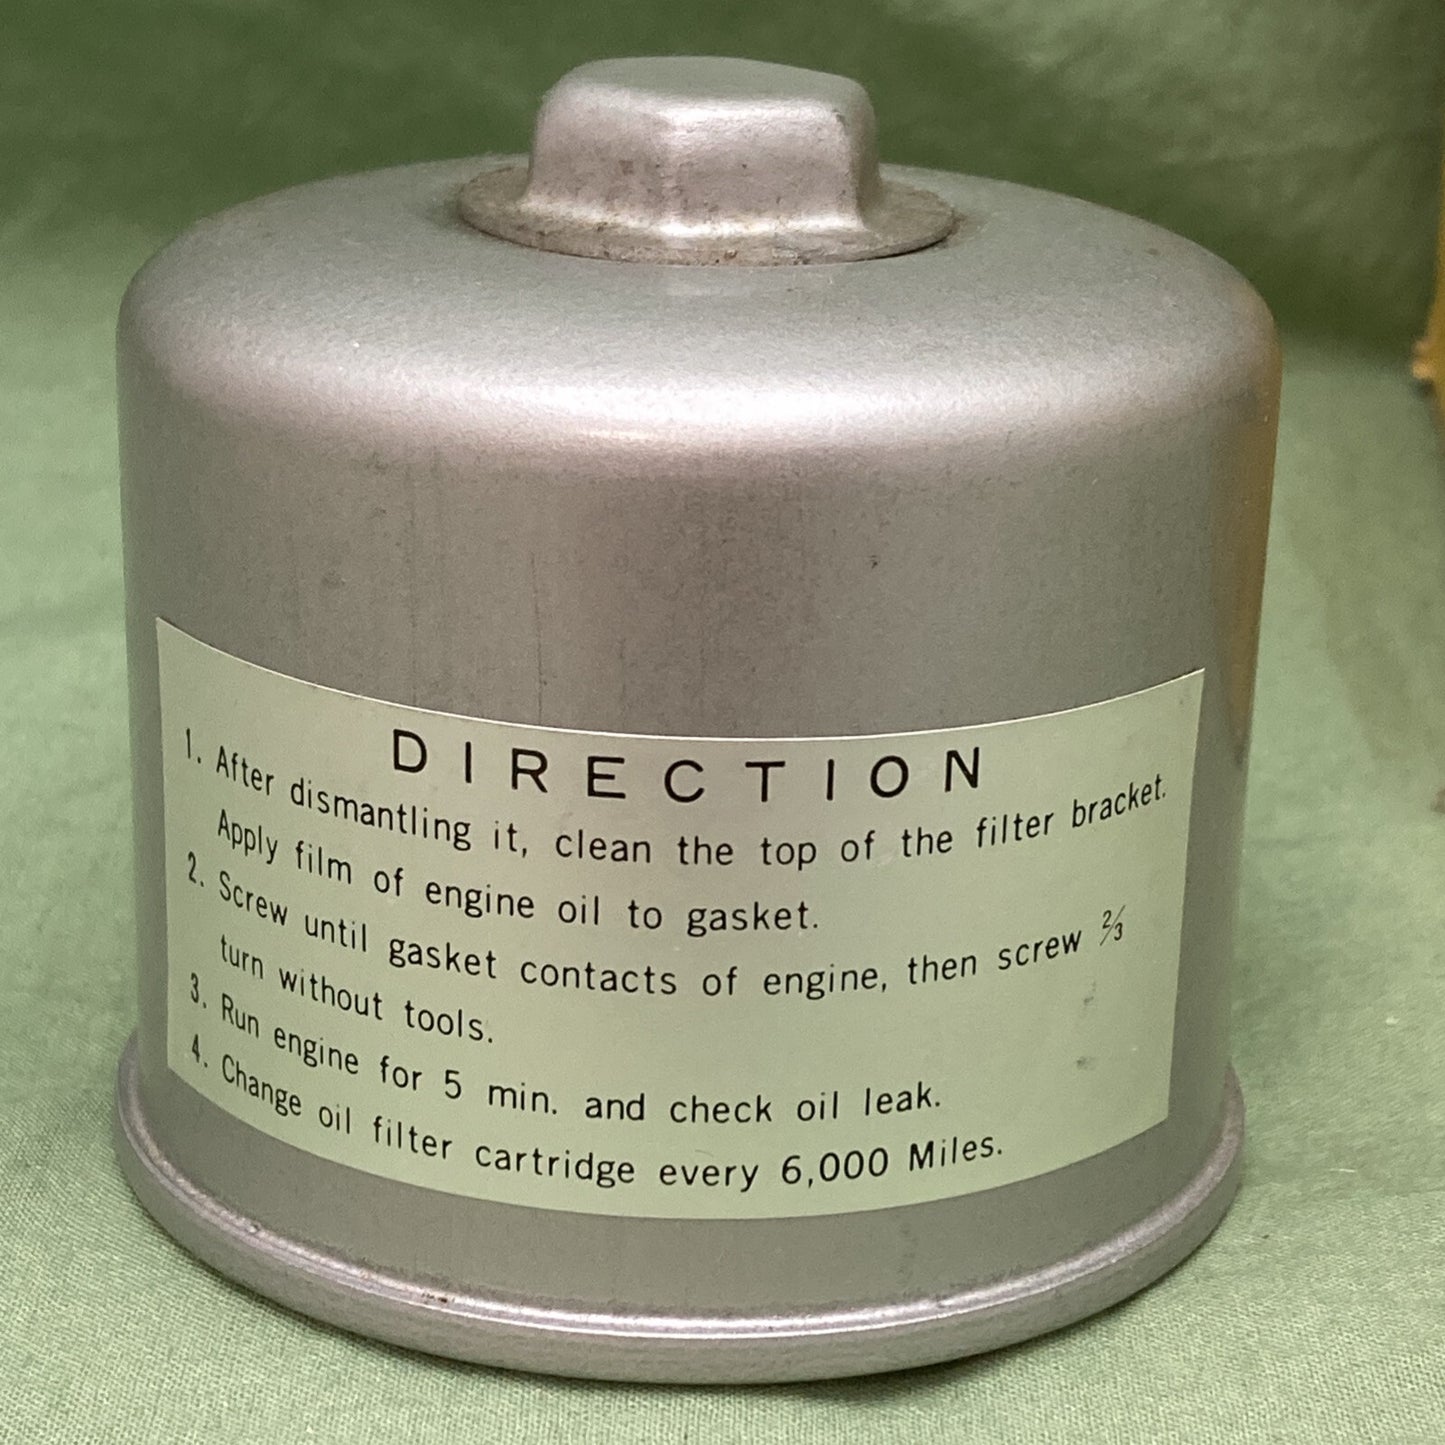 DIRECTION
1. After dismantling it, clean the top of the filter bracket.
Apply film of engine oil to gasket.
2. Screw until gasket contacts of engine, then screw ⅔
turn without tools.
3. Run engine for 5 min. and check oil leak.
4. Change oil filter cartridge every 6,000 Miles.